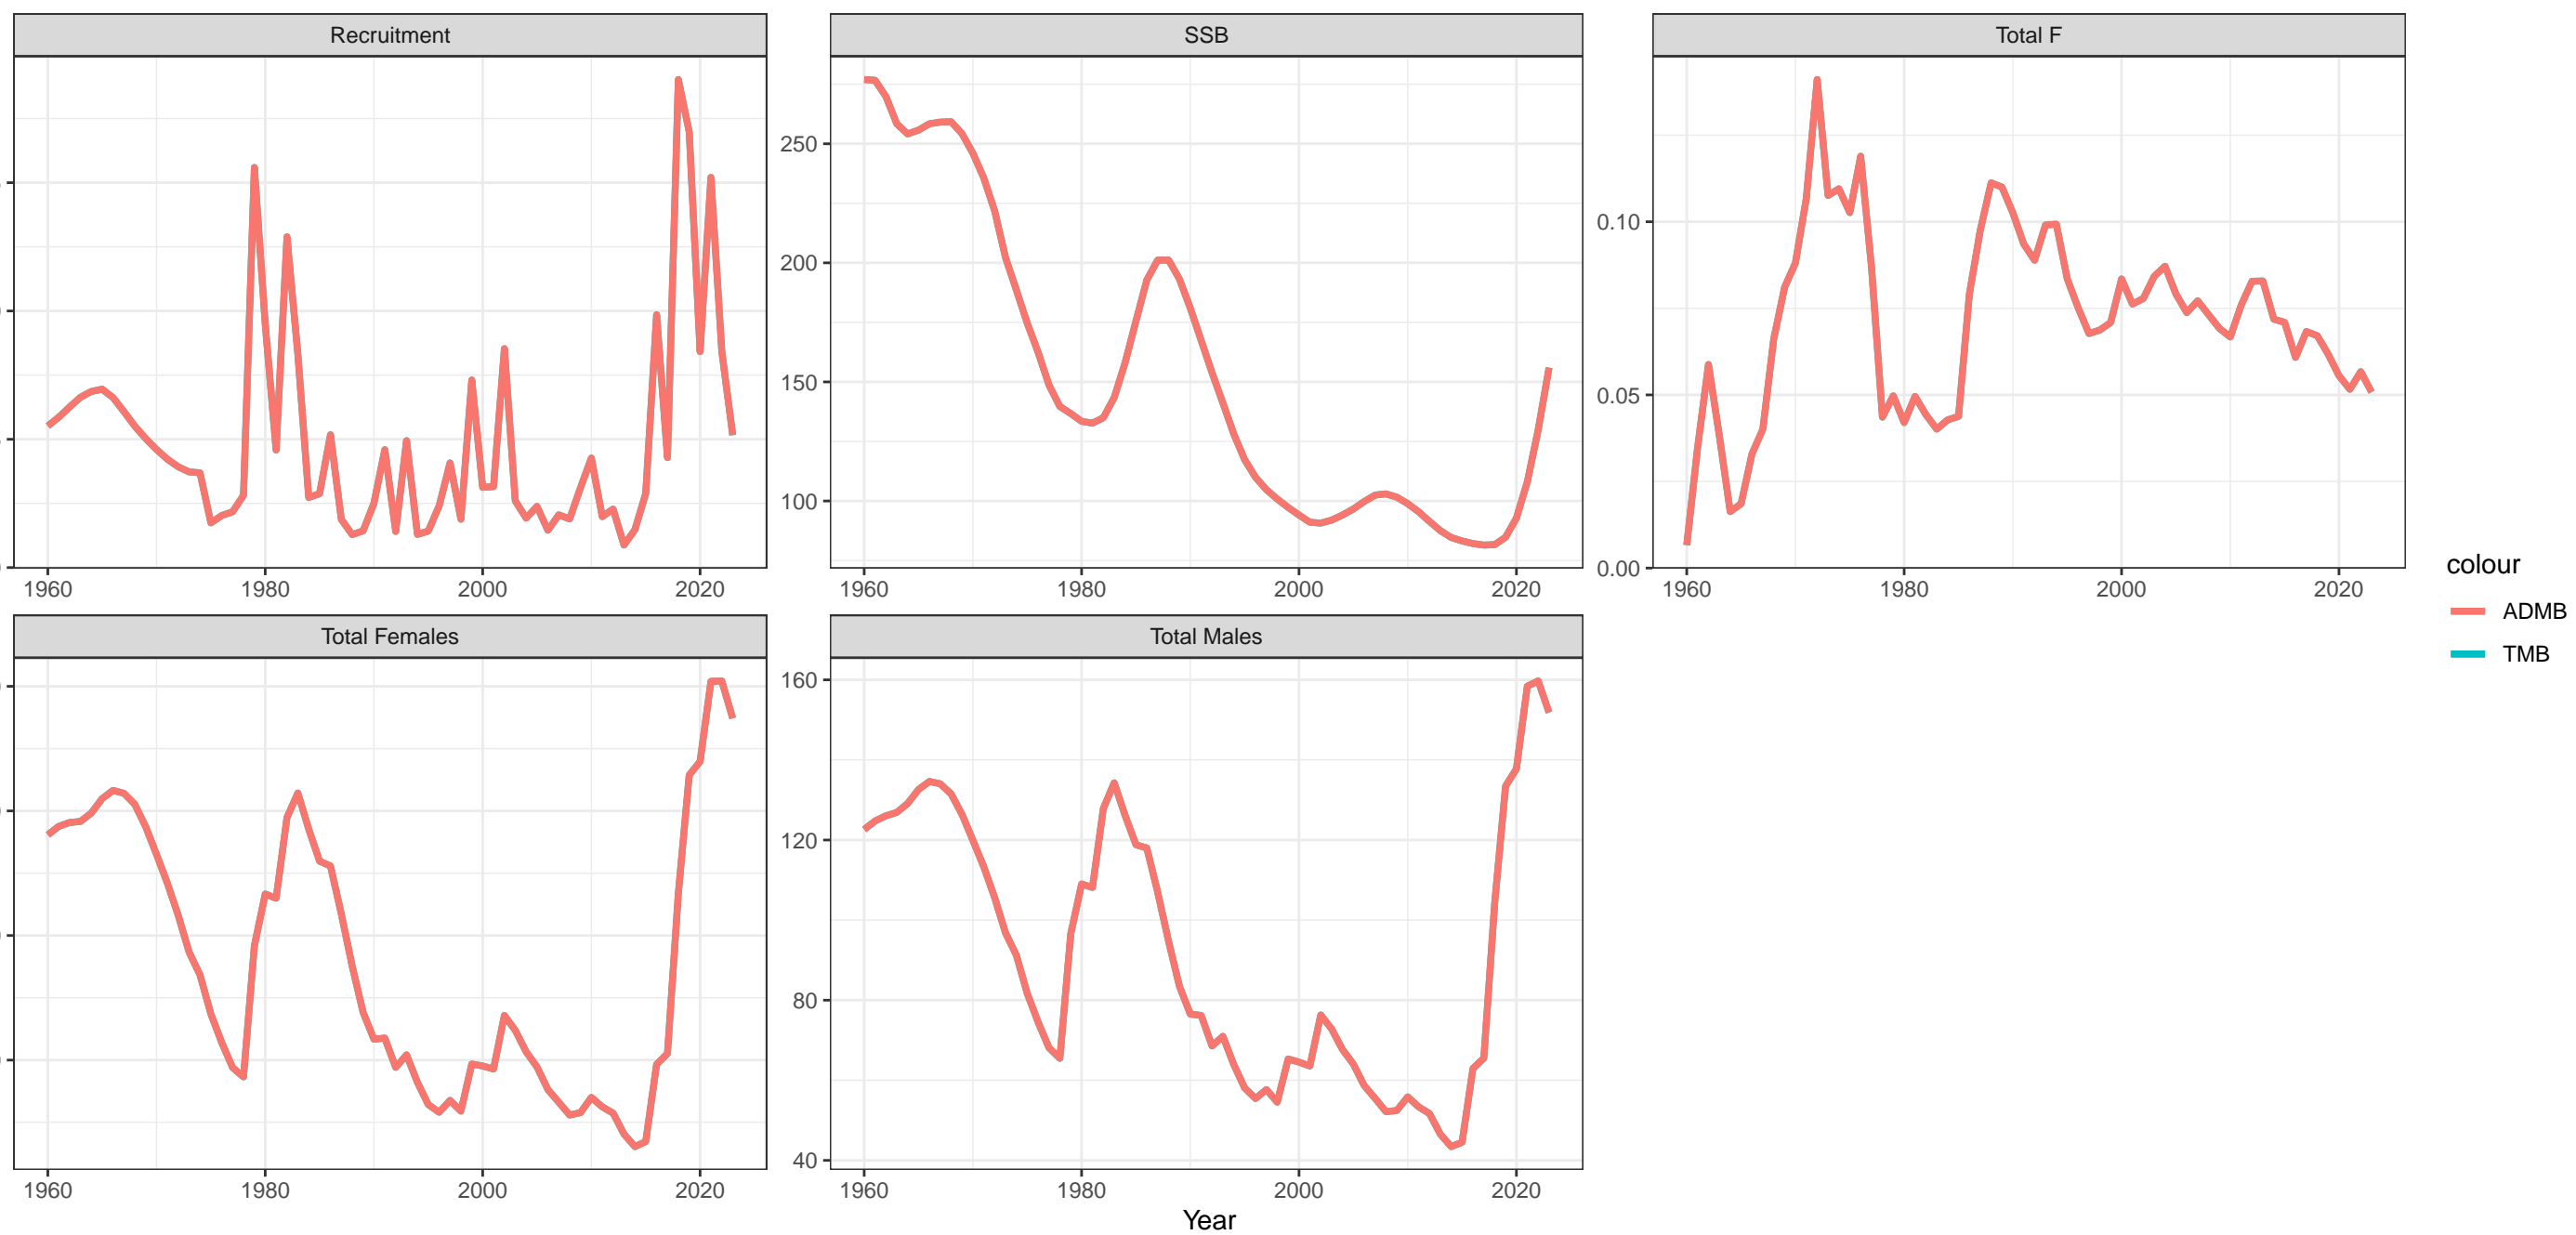 Recruitment SSB Total F
250
200
150
100
0.10
0.05
0.00
1960 1980 2000 2020 1960 1980 2000 2020 1960 1980 2000 2020
colour
ADMB
TMB
Total Females Total Males
160
120
80
40
1960 1980 2000 2020 1960 1980 2000 2020
Year